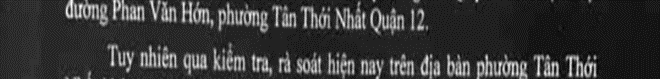 đường Phan Văn Hớn, phường Tân Thới Nhất Quận 12.
Tuy nhiên qua kiểm tra, rà soát hiện nay trên địa bàn phường Tân Thới